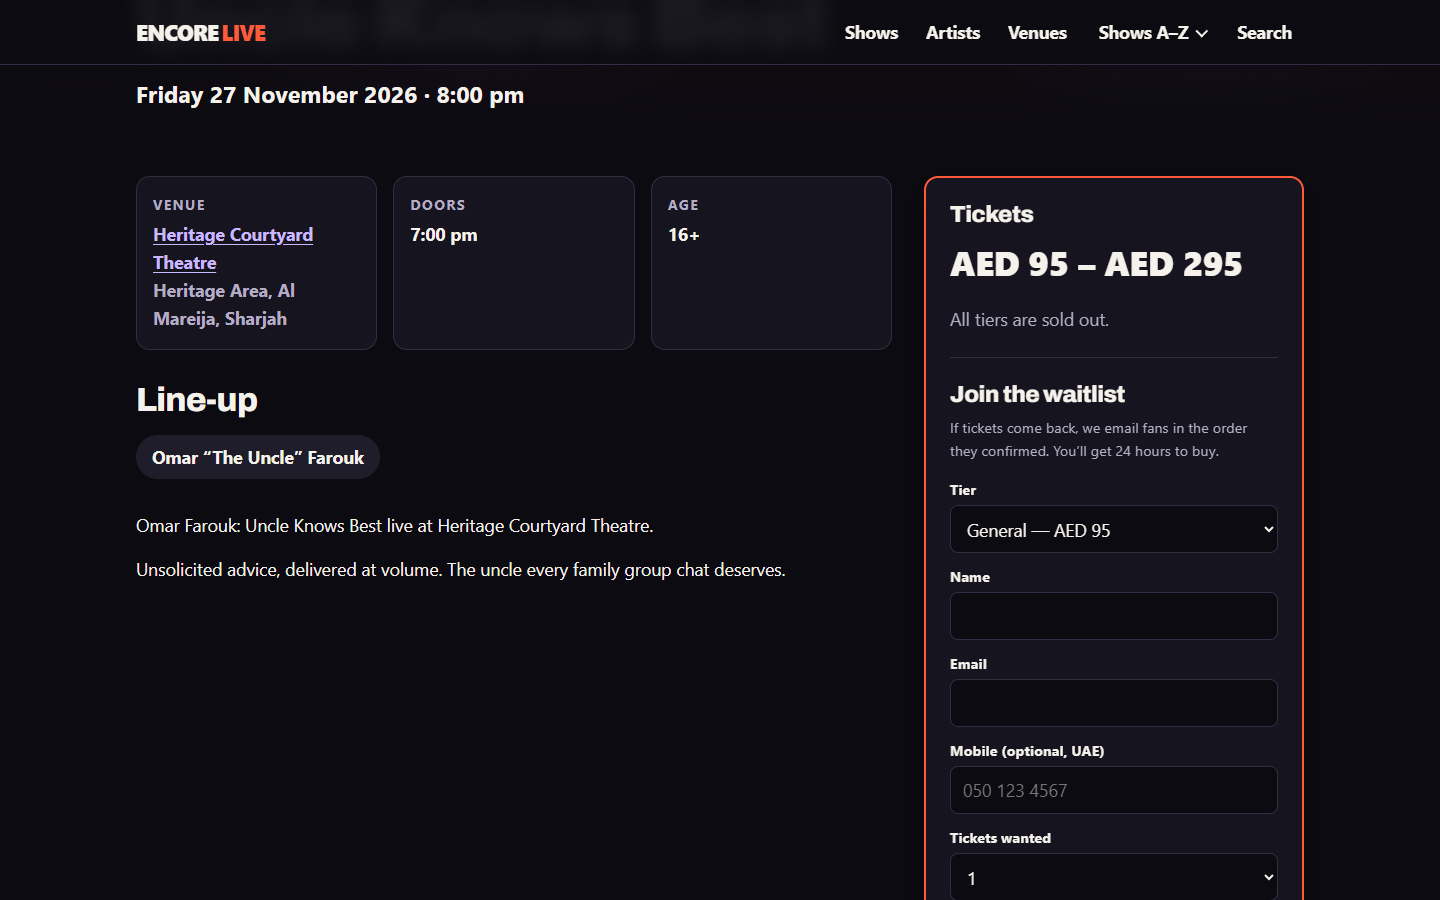 ENCORE LIVE
Shows
Artists
Venues
Shows A–Z
Search
Uncle Knows Best
Friday 27 November 2026 · 8:00 pm
VENUE
Heritage Courtyard
Theatre
Heritage Area, Al
Mareija, Sharjah
DOORS
7:00 pm
AGE
16+
Line-up
Omar “The Uncle” Farouk
Omar Farouk: Uncle Knows Best live at Heritage Courtyard Theatre.
Unsolicited advice, delivered at volume. The uncle every family group chat deserves.
Tickets
AED 95 – AED 295
All tiers are sold out.
Join the waitlist
If tickets come back, we email fans in the order
they confirmed. You’ll get 24 hours to buy.
Tier
General — AED 95
Name
Email
Mobile (optional, UAE)
050 123 4567
Tickets wanted
1